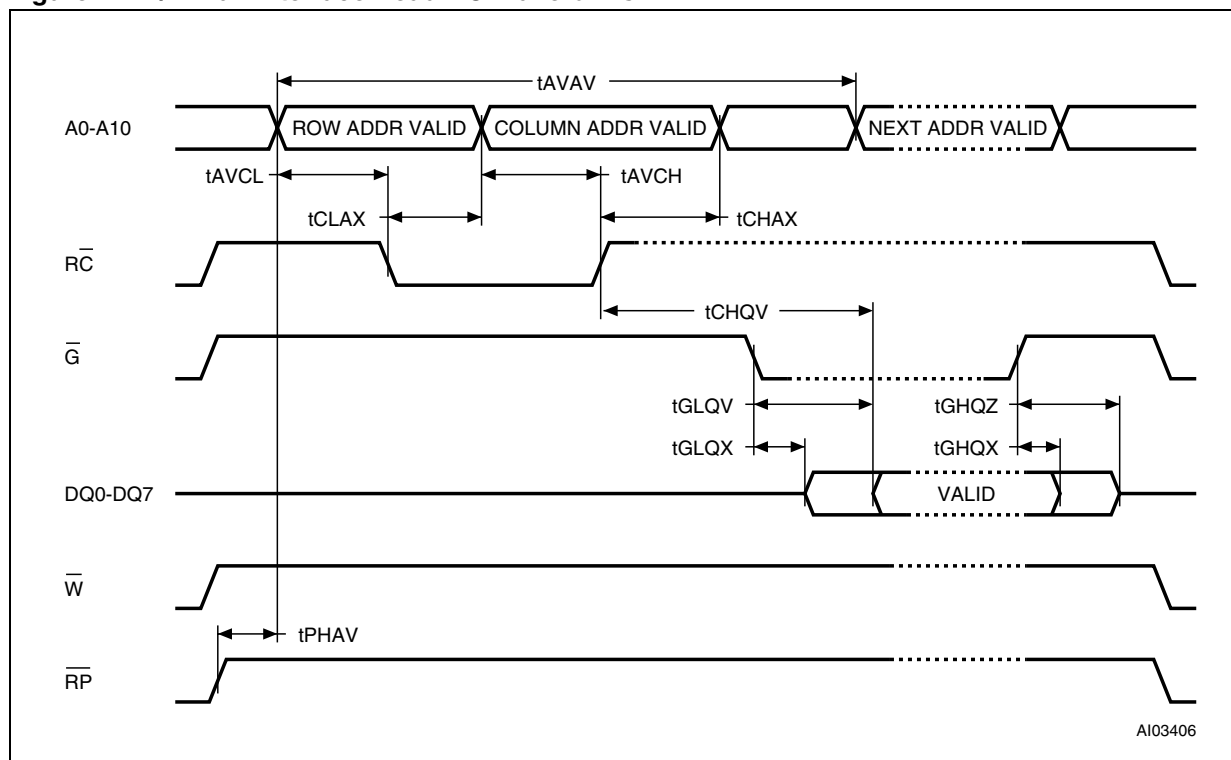 tAVAV
A0-A10 ROW ADDR VALID COLUMN ADDR VALID NEXT ADDR VALID
tAVCL tAVCH
tCLAX tCHAX
RC̅
tCHQV
G̅
tGLQV tGHQZ
tGLQX tGHQX
DQ0-DQ7 VALID
W̅
tPHAV
R̅P̅
AI03406